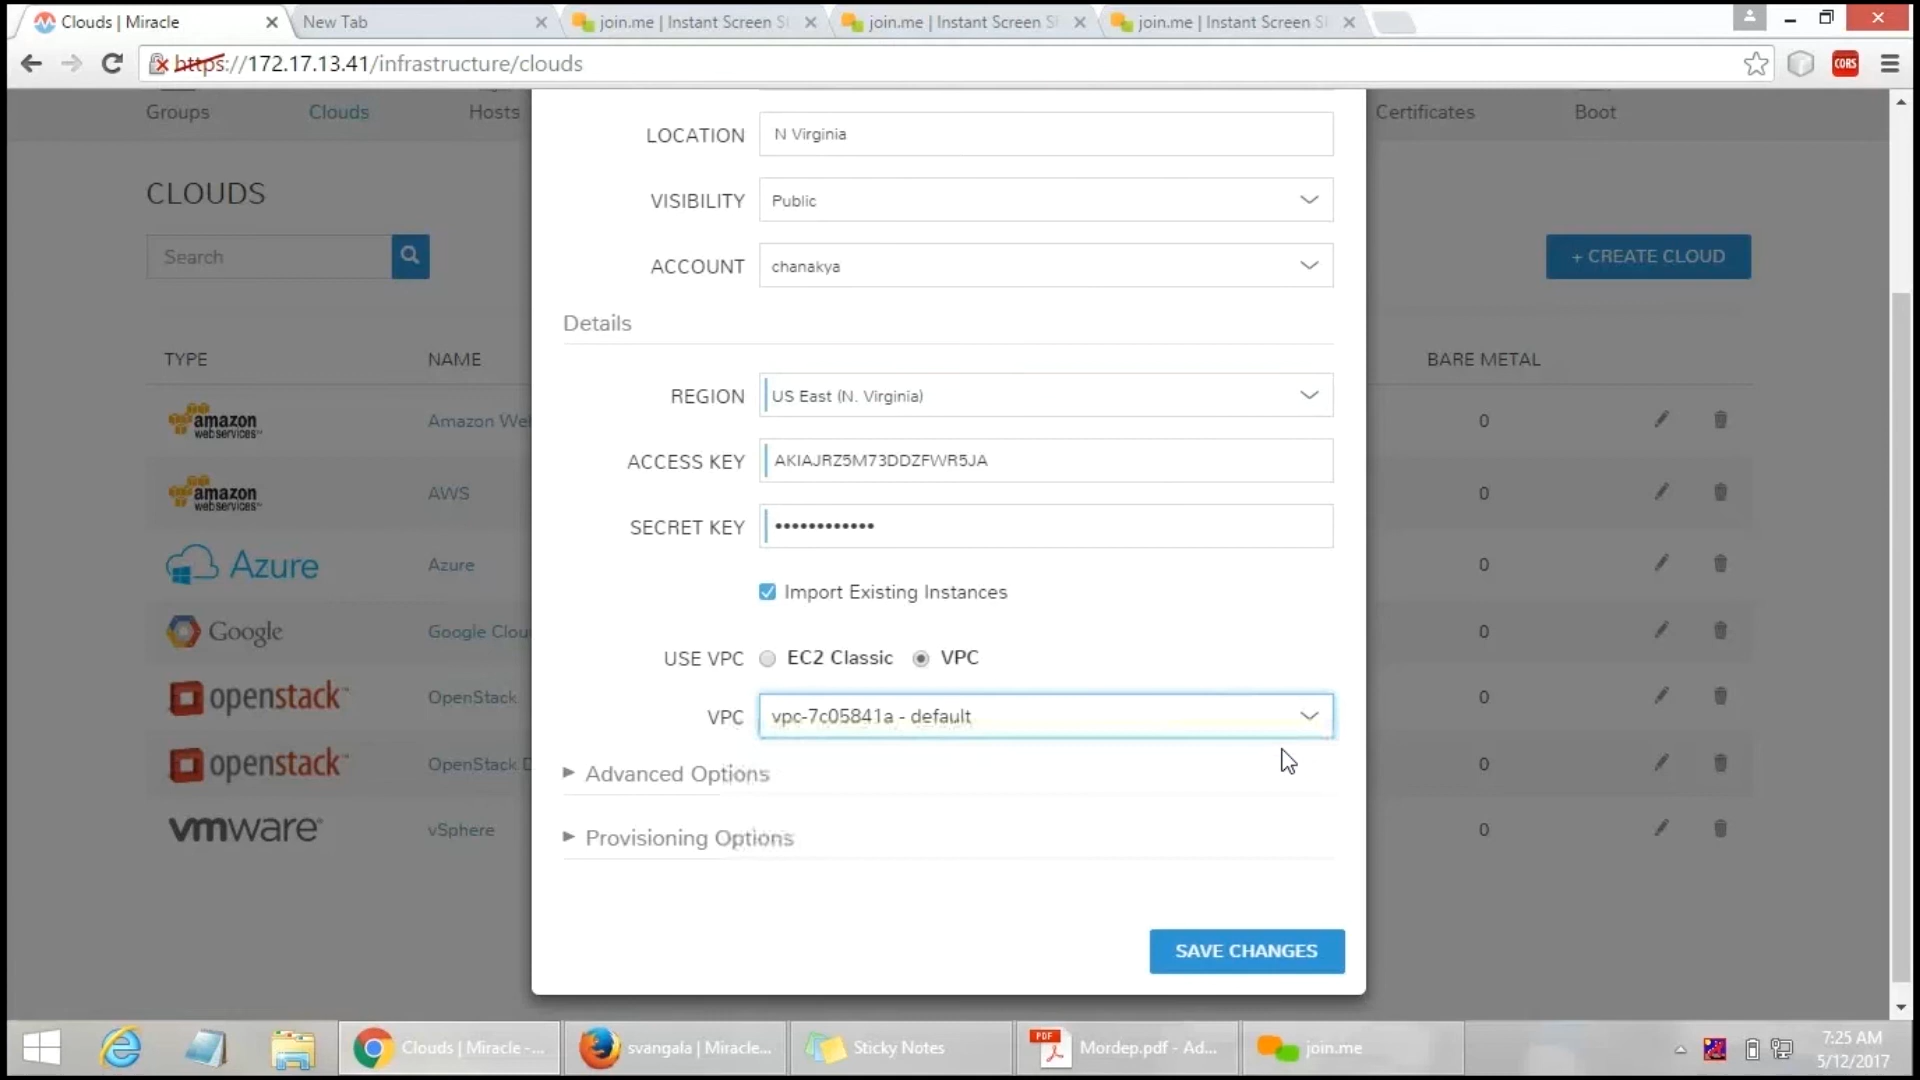 Clouds | Miracle
New Tab
join.me | Instant Screen S
join.me | Instant Screen S
join.me | Instant Screen S
https://172.17.13.41/infrastructure/clouds
CORS
Groups
Clouds
Hosts
Certificates
Boot
LOCATION N Virginia
CLOUDS
VISIBILITY Public
Search
+ CREATE CLOUD
ACCOUNT chanakya
Details
TYPE NAME BARE METAL
REGION US East (N. Virginia)
amazon webservices Amazon We 0
ACCESS KEY AKIAJRZ5M73DDZFWR5JA
amazon webservices AWS 0
SECRET KEY ••••••••••••
Azure Azure 0
Import Existing Instances
Google Google Clou 0
USE VPC EC2 Classic VPC
openstack OpenStack 0
VPC vpc-7c05841a - default
openstack OpenStack D 0
Advanced Options
vmware vSphere 0
Provisioning Options
SAVE CHANGES
Clouds | Miracle -...
svangala | Miracle...
Sticky Notes
PDF
Mordep.pdf - Ad...
join.me
7:25 AM
5/12/2017